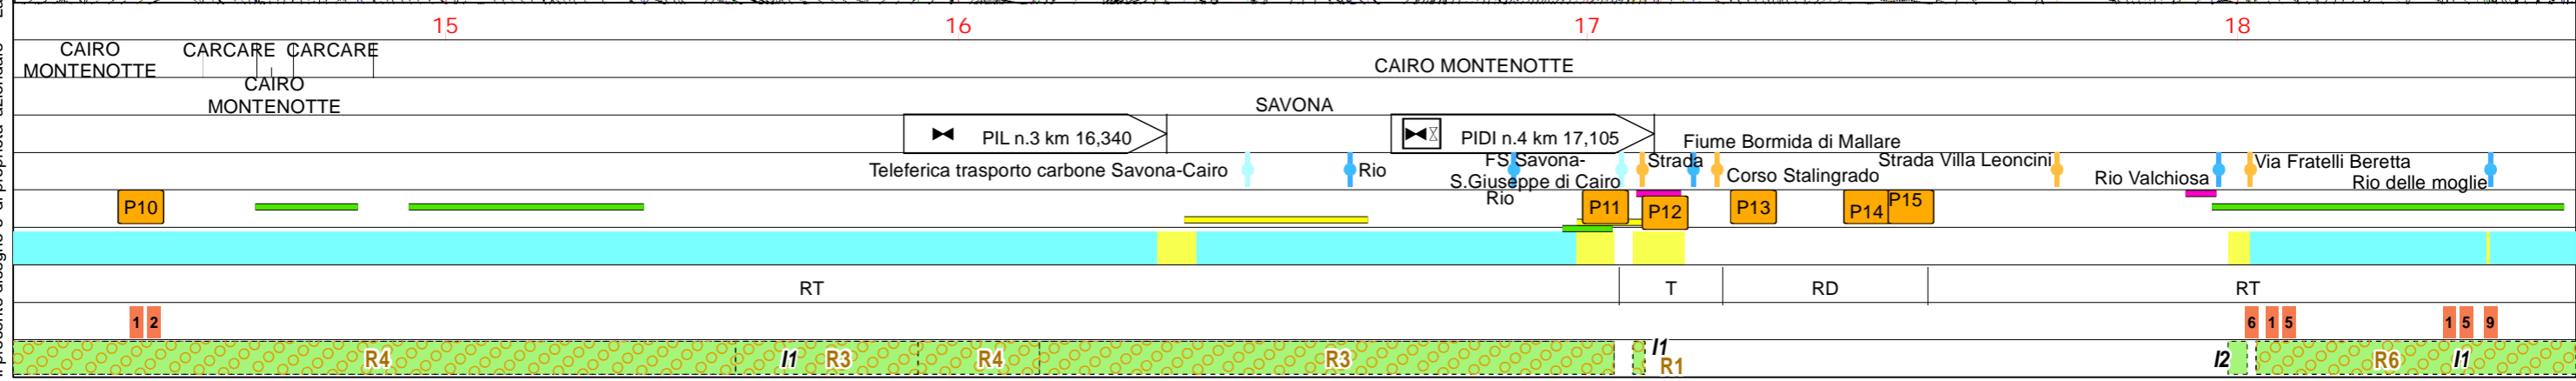 15 16 17 18
CAIRO
MONTENOTTE
CARCARE CARCARE
CAIRO
MONTENOTTE
CAIRO MONTENOTTE
SAVONA
PIL n.3 km 16,340
PIDI n.4 km 17,105
Teleferica trasporto carbone Savona-Cairo
Rio
FS Savona-
S.Giuseppe di Cairo
Rio
Strada
Fiume Bormida di Mallare
Corso Stalingrado
Strada Villa Leoncini
Rio Valchiosa
Via Fratelli Beretta
Rio delle moglie
P10 P11 P12 P13 P14 P15
RT T RD RT
1 2 6 1 5 1 5 9
R4 I1 R3 R4 R3 I1 R1 I2 R6 I1